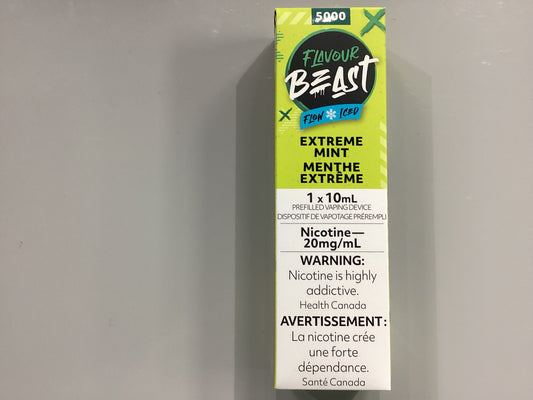 5000
FLAVOUR
BEAST
FLOW ICED
EXTREME
MINT
MENTHE
EXTRÊME
1 x 10mL
PREFILLED VAPING DEVICE
DISPOSITIF DE VAPOTAGE PRÉREMPLI
Nicotine—
20mg/mL
WARNING:
Nicotine is highly
addictive.
Health Canada
AVERTISSEMENT:
La nicotine crée
une forte
dépendance.
Santé Canada